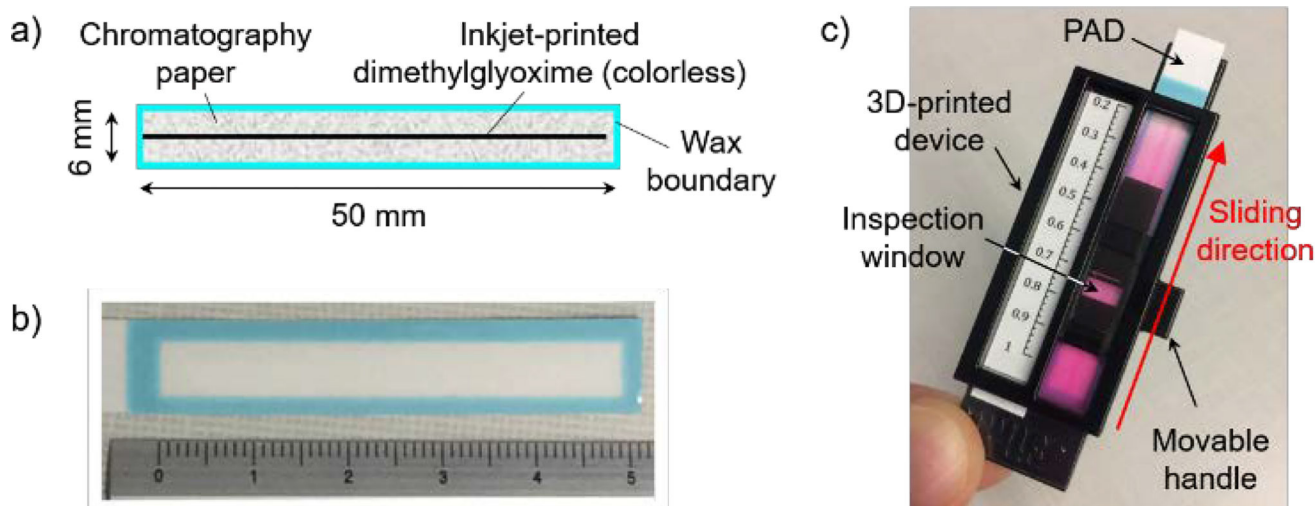 a)
Chromatography
paper
Inkjet-printed
dimethylglyoxime (colorless)
6 mm
Wax
boundary
50 mm
b)
0 1 2 3 4 5
c)
PAD
3D-printed
device
Inspection
window
Sliding
direction
Movable
handle
0.2
0.3
0.4
0.5
0.6
0.7
0.8
0.9
1